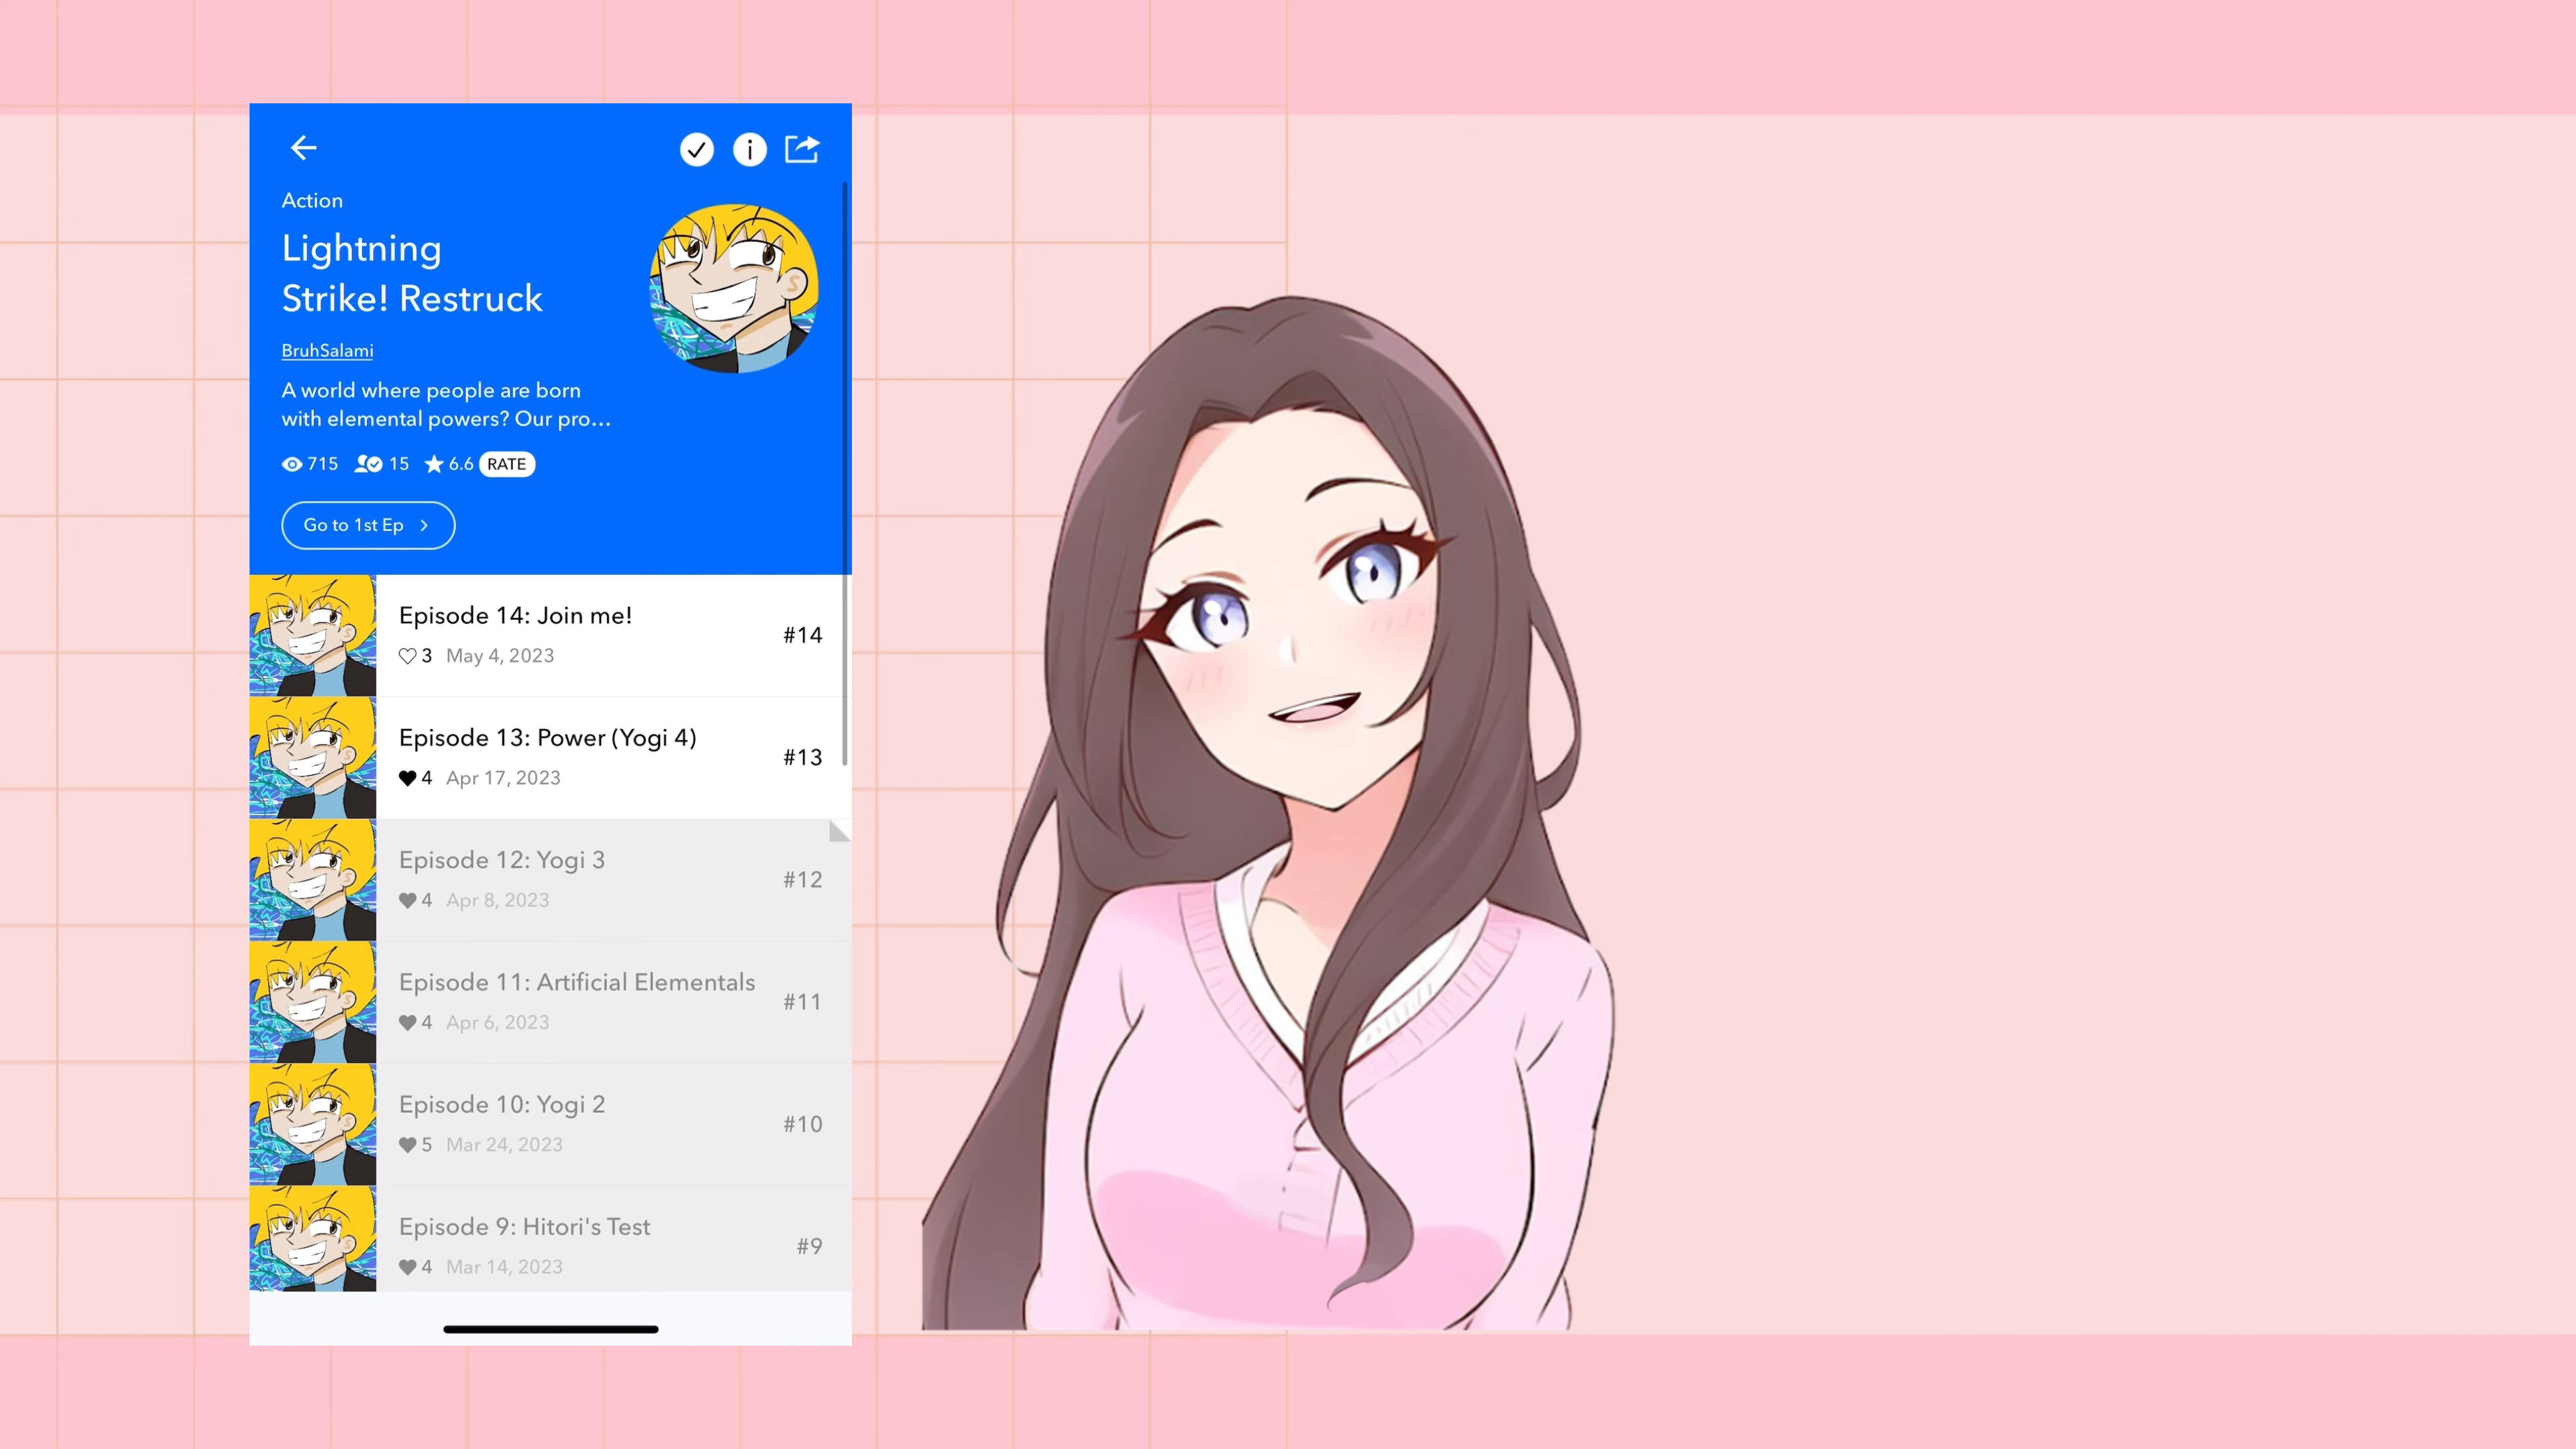 Action
Lightning
Strike! Restruck
BruhSalami
A world where people are born
with elemental powers? Our pro...
715 15 6.6 RATE
Go to 1st Ep
Episode 14: Join me!
3 May 4, 2023
#14
Episode 13: Power (Yogi 4)
4 Apr 17, 2023
#13
Episode 12: Yogi 3
4 Apr 8, 2023
#12
Episode 11: Artificial Elementals
4 Apr 6, 2023
#11
Episode 10: Yogi 2
5 Mar 24, 2023
#10
Episode 9: Hitori's Test
4 Mar 14, 2023
#9